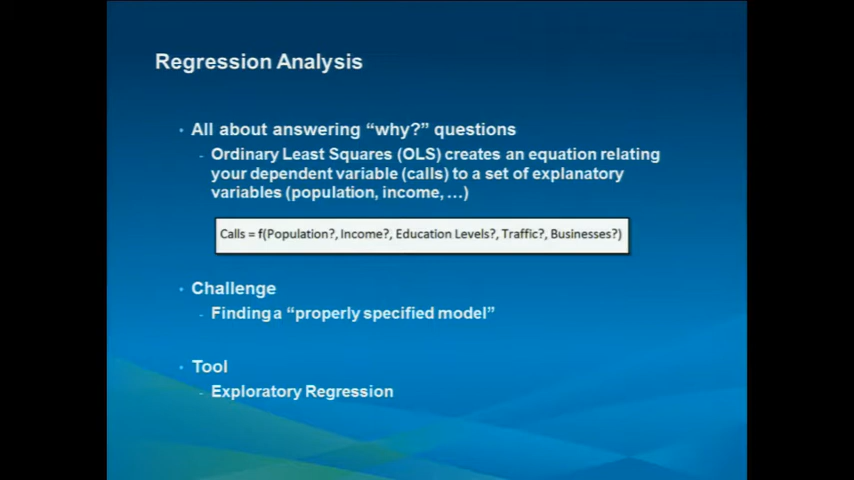 Regression Analysis
All about answering “why?” questions
Ordinary Least Squares (OLS) creates an equation relating
your dependent variable (calls) to a set of explanatory
variables (population, income, …)
Calls = f(Population?, Income?, Education Levels?, Traffic?, Businesses?)
Challenge
Finding a “properly specified model”
Tool
Exploratory Regression